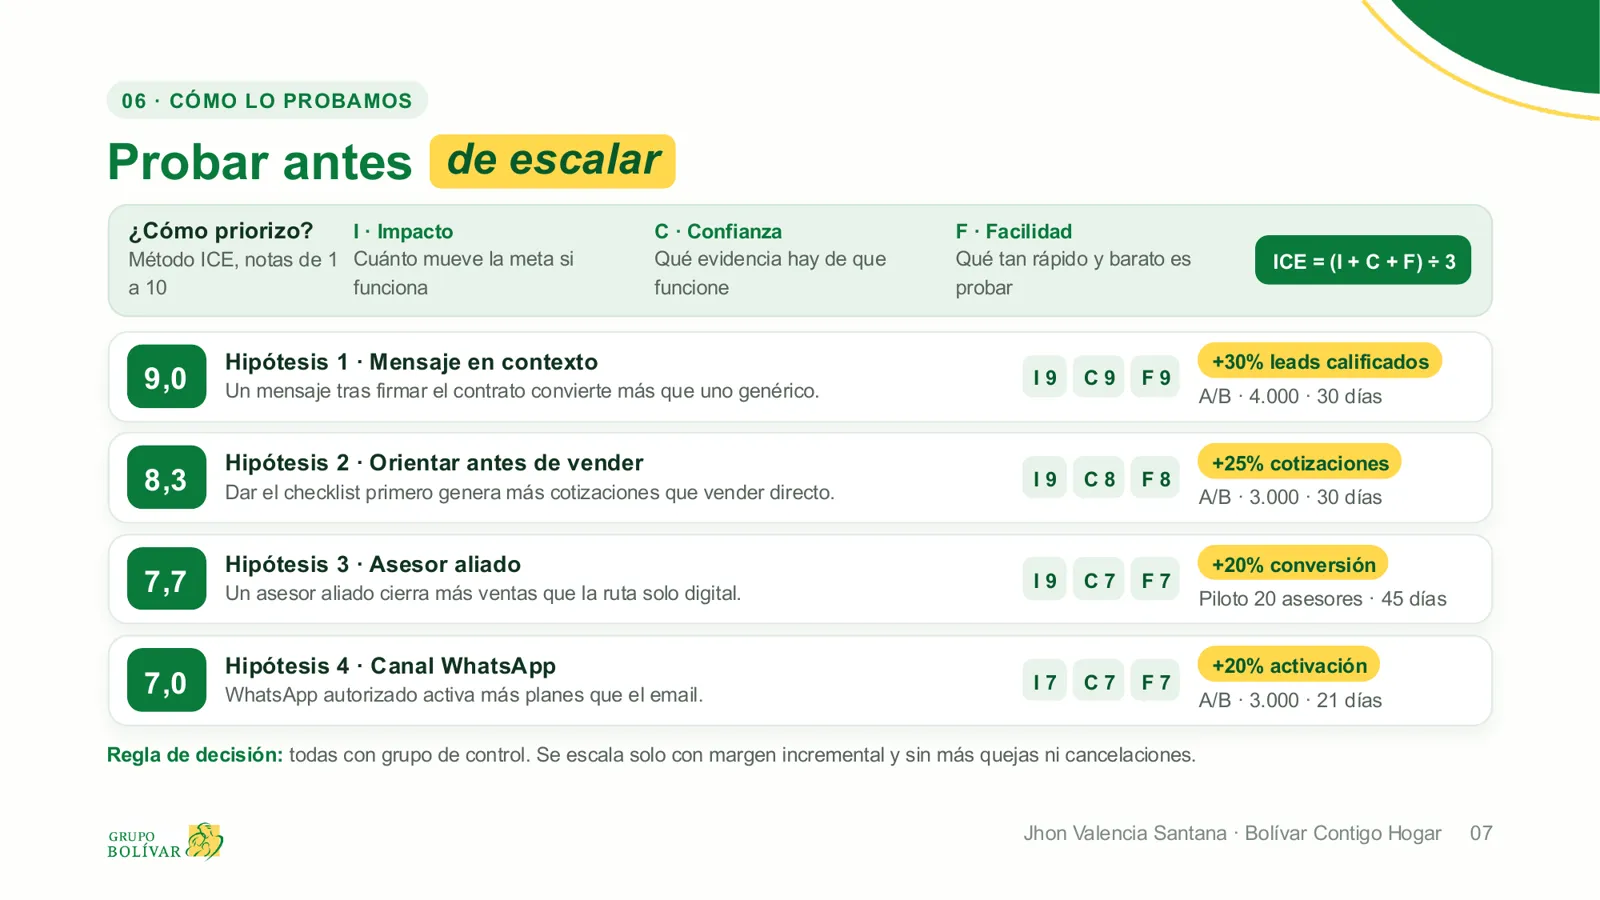 06 · CÓMO LO PROBAMOS
Probar antes de escalar
¿Cómo priorizo?
Método ICE, notas de 1
a 10
I · Impacto
Cuánto mueve la meta si
funciona
C · Confianza
Qué evidencia hay de que
funcione
F · Facilidad
Qué tan rápido y barato es
probar
ICE = (I + C + F) ÷ 3
9,0
Hipótesis 1 · Mensaje en contexto
Un mensaje tras firmar el contrato convierte más que uno genérico.
I 9 C 9 F 9
+30% leads calificados
A/B · 4.000 · 30 días
8,3
Hipótesis 2 · Orientar antes de vender
Dar el checklist primero genera más cotizaciones que vender directo.
I 9 C 8 F 8
+25% cotizaciones
A/B · 3.000 · 30 días
7,7
Hipótesis 3 · Asesor aliado
Un asesor aliado cierra más ventas que la ruta solo digital.
I 9 C 7 F 7
+20% conversión
Piloto 20 asesores · 45 días
7,0
Hipótesis 4 · Canal WhatsApp
WhatsApp autorizado activa más planes que el email.
I 7 C 7 F 7
+20% activación
A/B · 3.000 · 21 días
Regla de decisión: todas con grupo de control. Se escala solo con margen incremental y sin más quejas ni cancelaciones.
GRUPO
BOLÍVAR
Jhon Valencia Santana · Bolívar Contigo Hogar 07